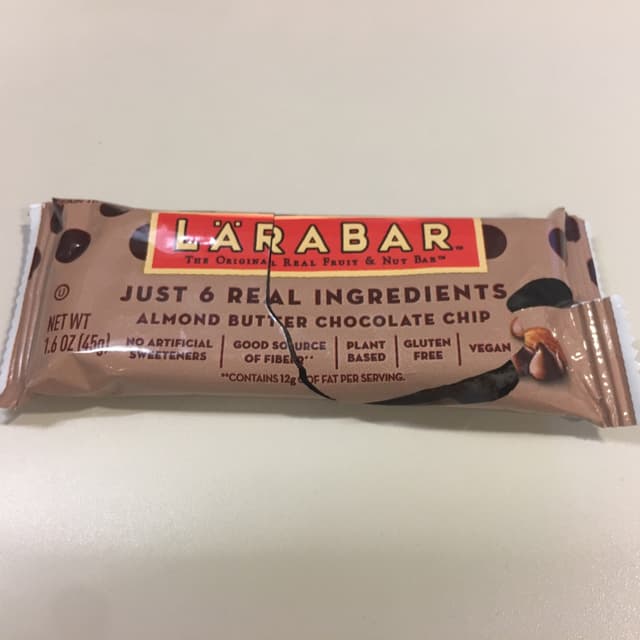 LÄRABAR™
THE ORIGINAL REAL FRUIT & NUT BAR™
JUST 6 REAL INGREDIENTS
ALMOND BUTTER CHOCOLATE CHIP
U
NET WT
1.6 OZ (45g)
NO ARTIFICIAL
SWEETENERS
GOOD SOURCE
OF FIBER**
PLANT
BASED
GLUTEN
FREE
VEGAN
**CONTAINS 12g OF FAT PER SERVING.